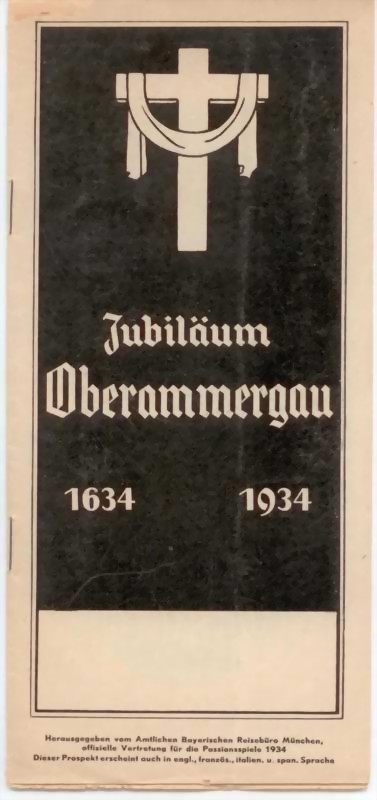 Jubiläum
Oberammergau
1634 1934
Herausgegeben vom Amtlichen Bayerischen Reisebüro München,
offizielle Vertretung für die Passionsspiele 1934
Dieser Prospekt erscheint auch in engl., französ., italien. u. span. Sprache